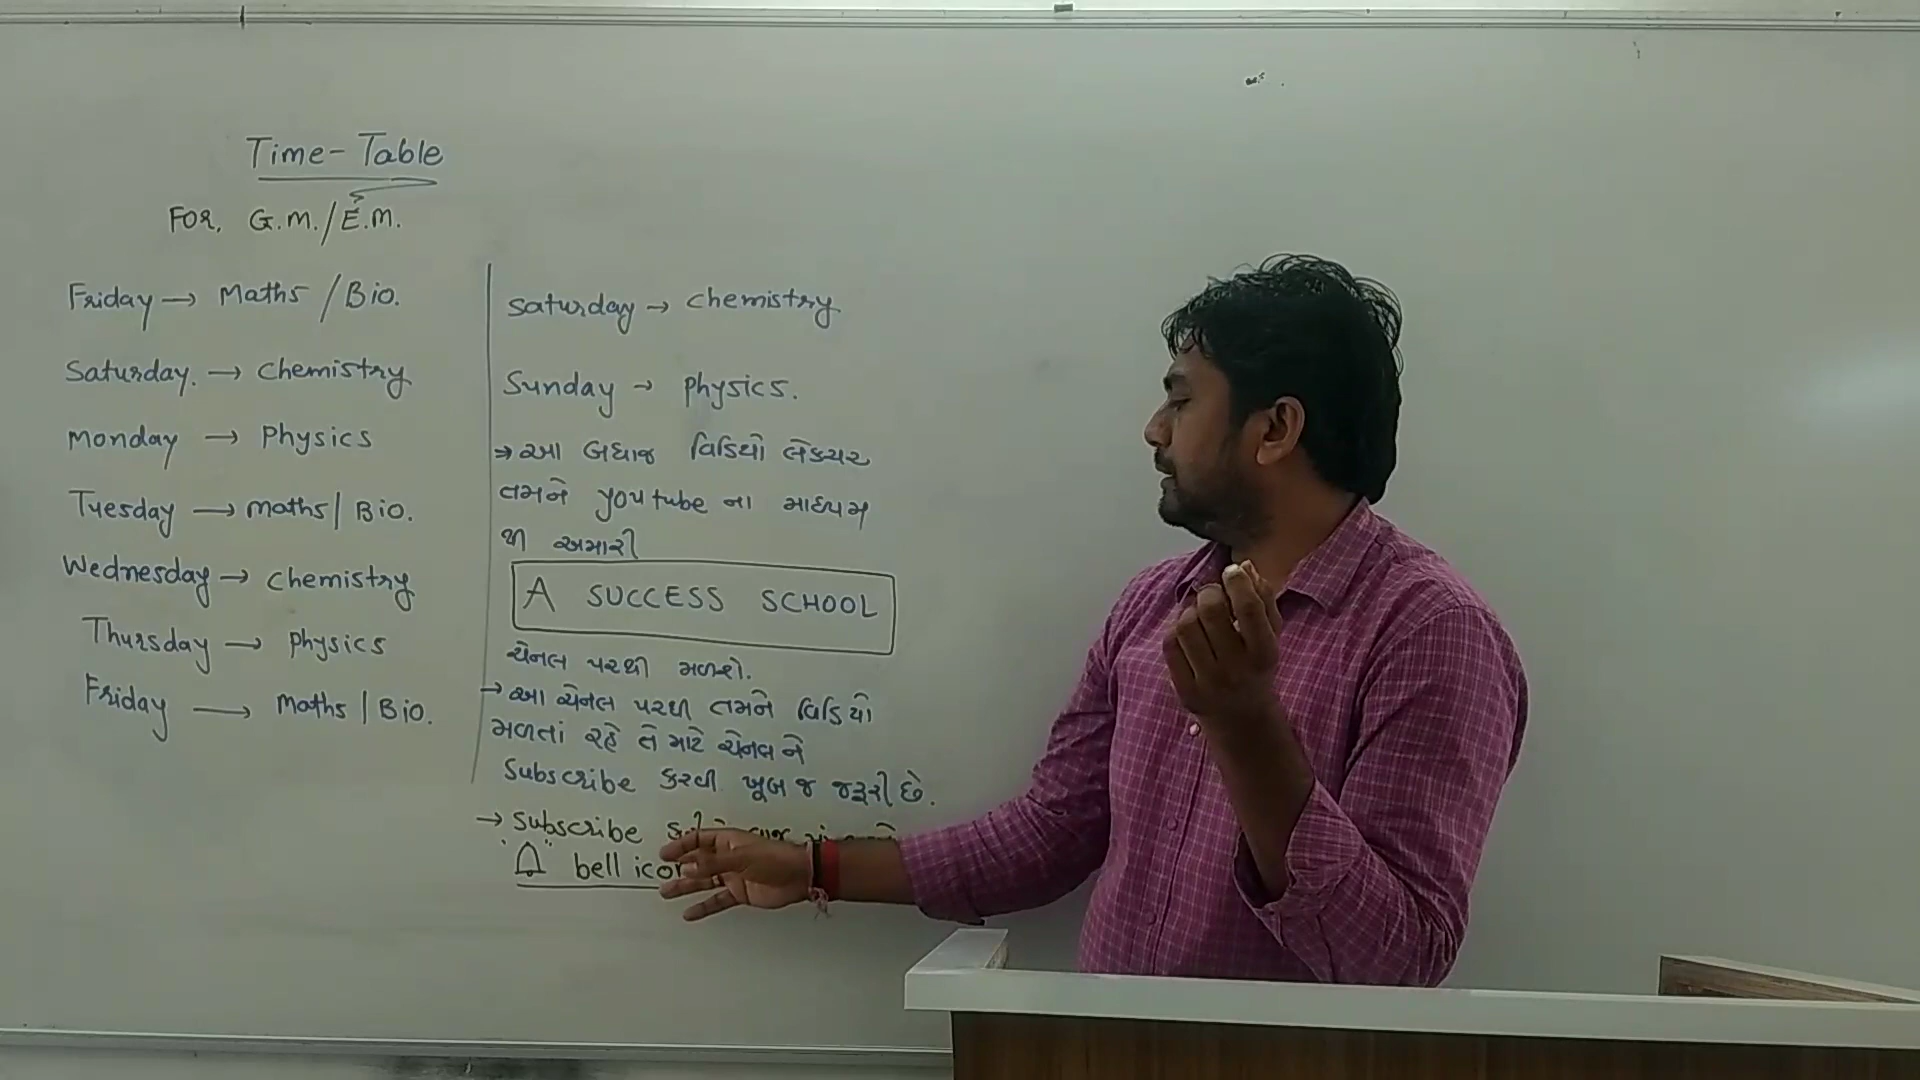 Time-Table
For, G.M./E.M.
Friday → Maths / Bio.
Saturday. → Chemistry
Monday → Physics
Tuesday → Maths | Bio.
Wednesday → Chemistry
Thursday → Physics
Friday → Maths | Bio.
Saturday → Chemistry
Sunday → Physics.
⇒ આ બધાજ વિડિયો લેક્ચર
તમને youtube ના માધ્યમ
થી અમારી
A SUCCESS SCHOOL
ચેનલ પરથી મળશે.
→ આ ચેનલ પરથી તમને વિડિયો
મળતાં રહે તે માટે ચેનલ ને
Subscribe કરવી ખૂબ જ જરૂરી છે.
→ Subscribe
"🔔" bell icon